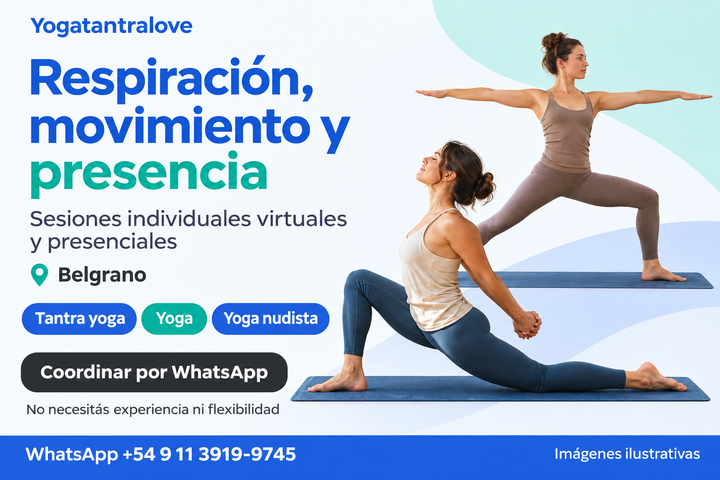 Yogatantralove
Respiración,
movimiento y
presencia
Sesiones individuales virtuales
y presenciales
Belgrano
Tantra yoga
Yoga
Yoga nudista
Coordinar por WhatsApp
No necesitás experiencia ni flexibilidad
WhatsApp +54 9 11 3919-9745
Imágenes ilustrativas